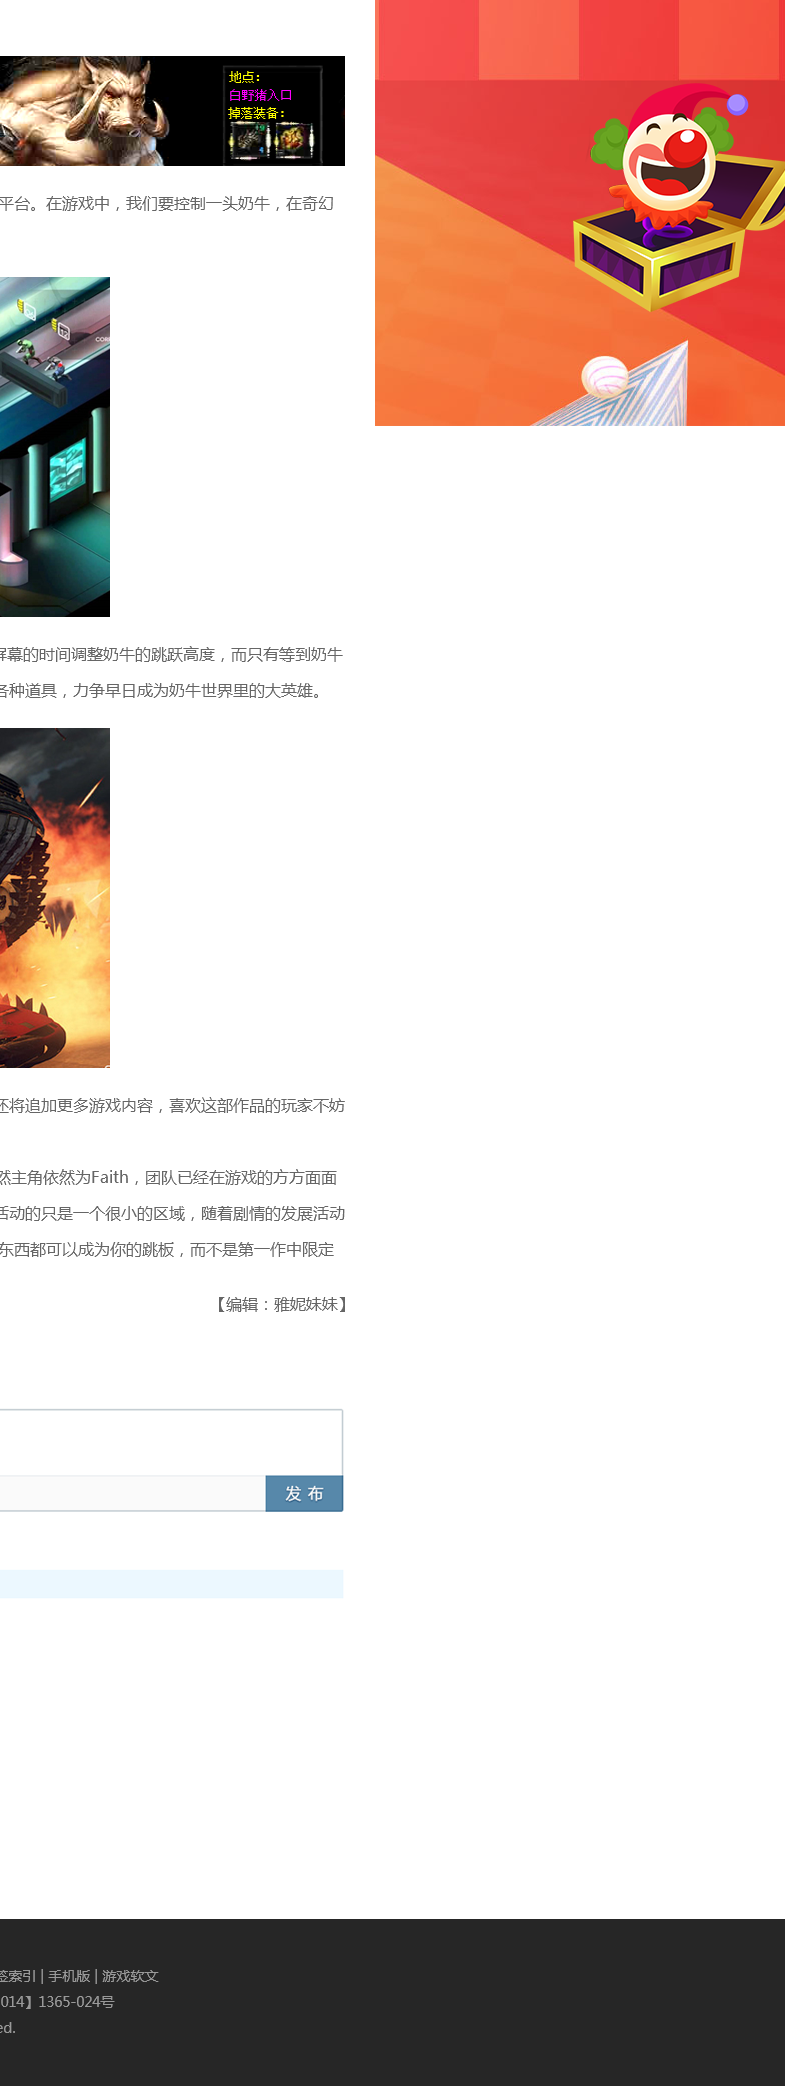 地点:
白野猪入口
掉落装备:
平台。在游戏中，我们要控制一头奶牛，在奇幻
屏幕的时间调整奶牛的跳跃高度，而只有等到奶牛
各种道具，力争早日成为奶牛世界里的大英雄。
还将追加更多游戏内容，喜欢这部作品的玩家不妨
然主角依然为Faith，团队已经在游戏的方方面面
活动的只是一个很小的区域，随着剧情的发展活动
东西都可以成为你的跳板，而不是第一作中限定
【编辑：雅妮妹妹】
发 布
签索引 | 手机版 | 游戏软文
014】1365-024号
ed.